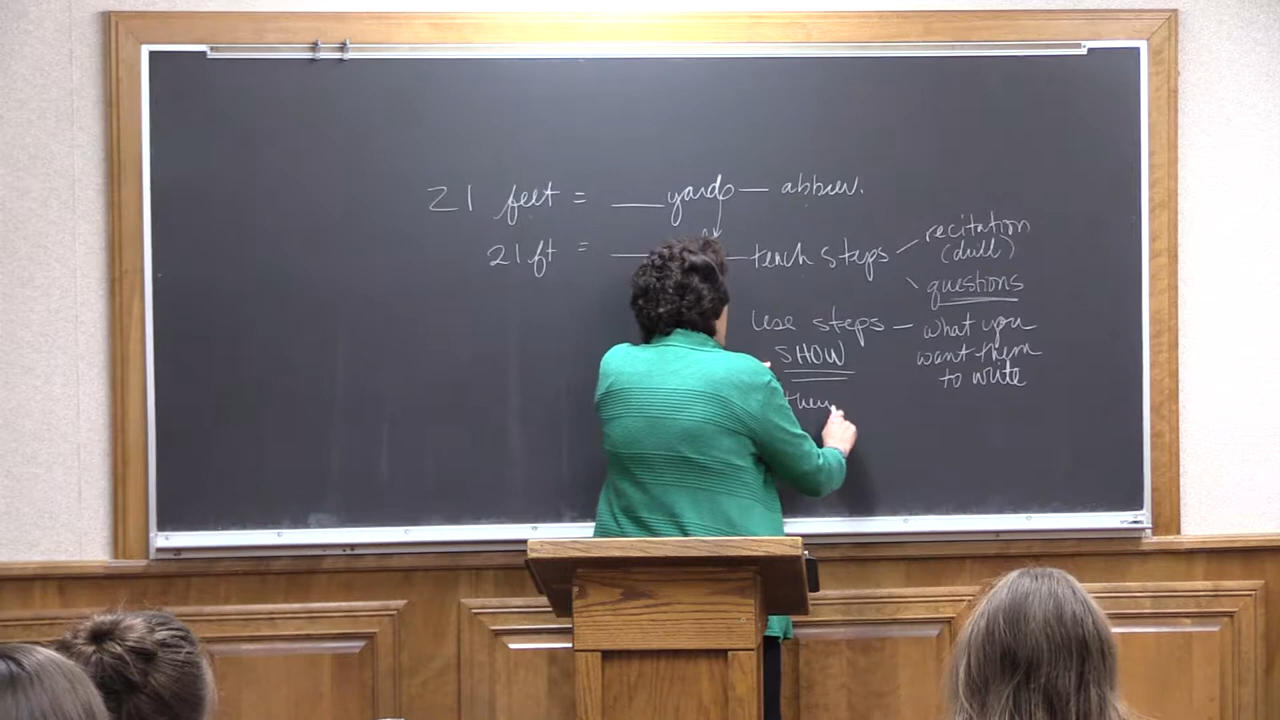 21 feet = ___ yards — abbrev.
21 ft = ___ — teach steps — recitation
(drill)
\ questions
use steps — what you
SHOW want them
to write
them